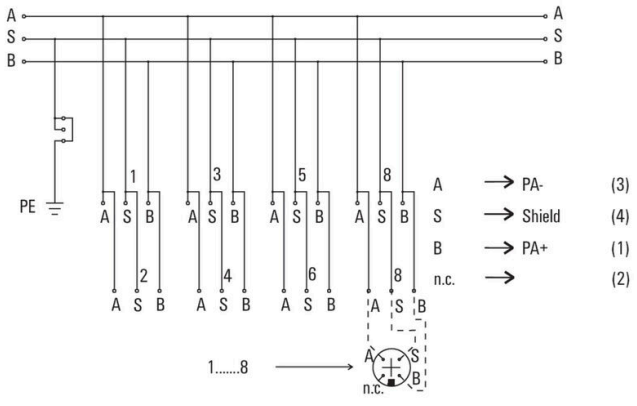 A A
S S
B B
1 3 5 8
A → PA- (3)
PE
A S B A S B A S B A S B
S → Shield (4)
B → PA+ (1)
2 4 6 8
n.c. → (2)
A S B A S B A S B A S B
A S
1.......8
B
n.c.